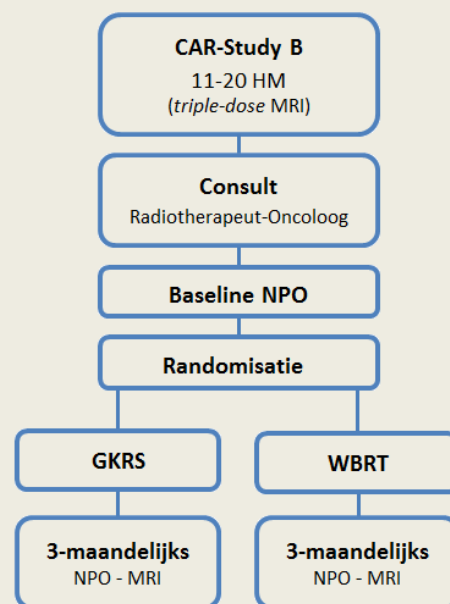 CAR-Study B
11-20 HM
(triple-dose MRI)
Consult
Radiotherapeut-Oncoloog
Baseline NPO
Randomisatie
GKRS
WBRT
3-maandelijks
NPO - MRI
3-maandelijks
NPO - MRI